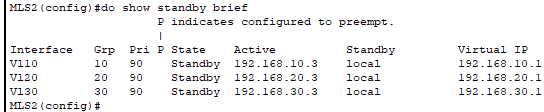 MLS2(config)#do show standby brief
P indicates configured to preempt.
|
Interface Grp Pri P State Active Standby Virtual IP
Vl10 10 90 Standby 192.168.10.3 local 192.168.10.1
Vl20 20 90 Standby 192.168.20.3 local 192.168.20.1
Vl30 30 90 Standby 192.168.30.3 local 192.168.30.1
MLS2(config)#